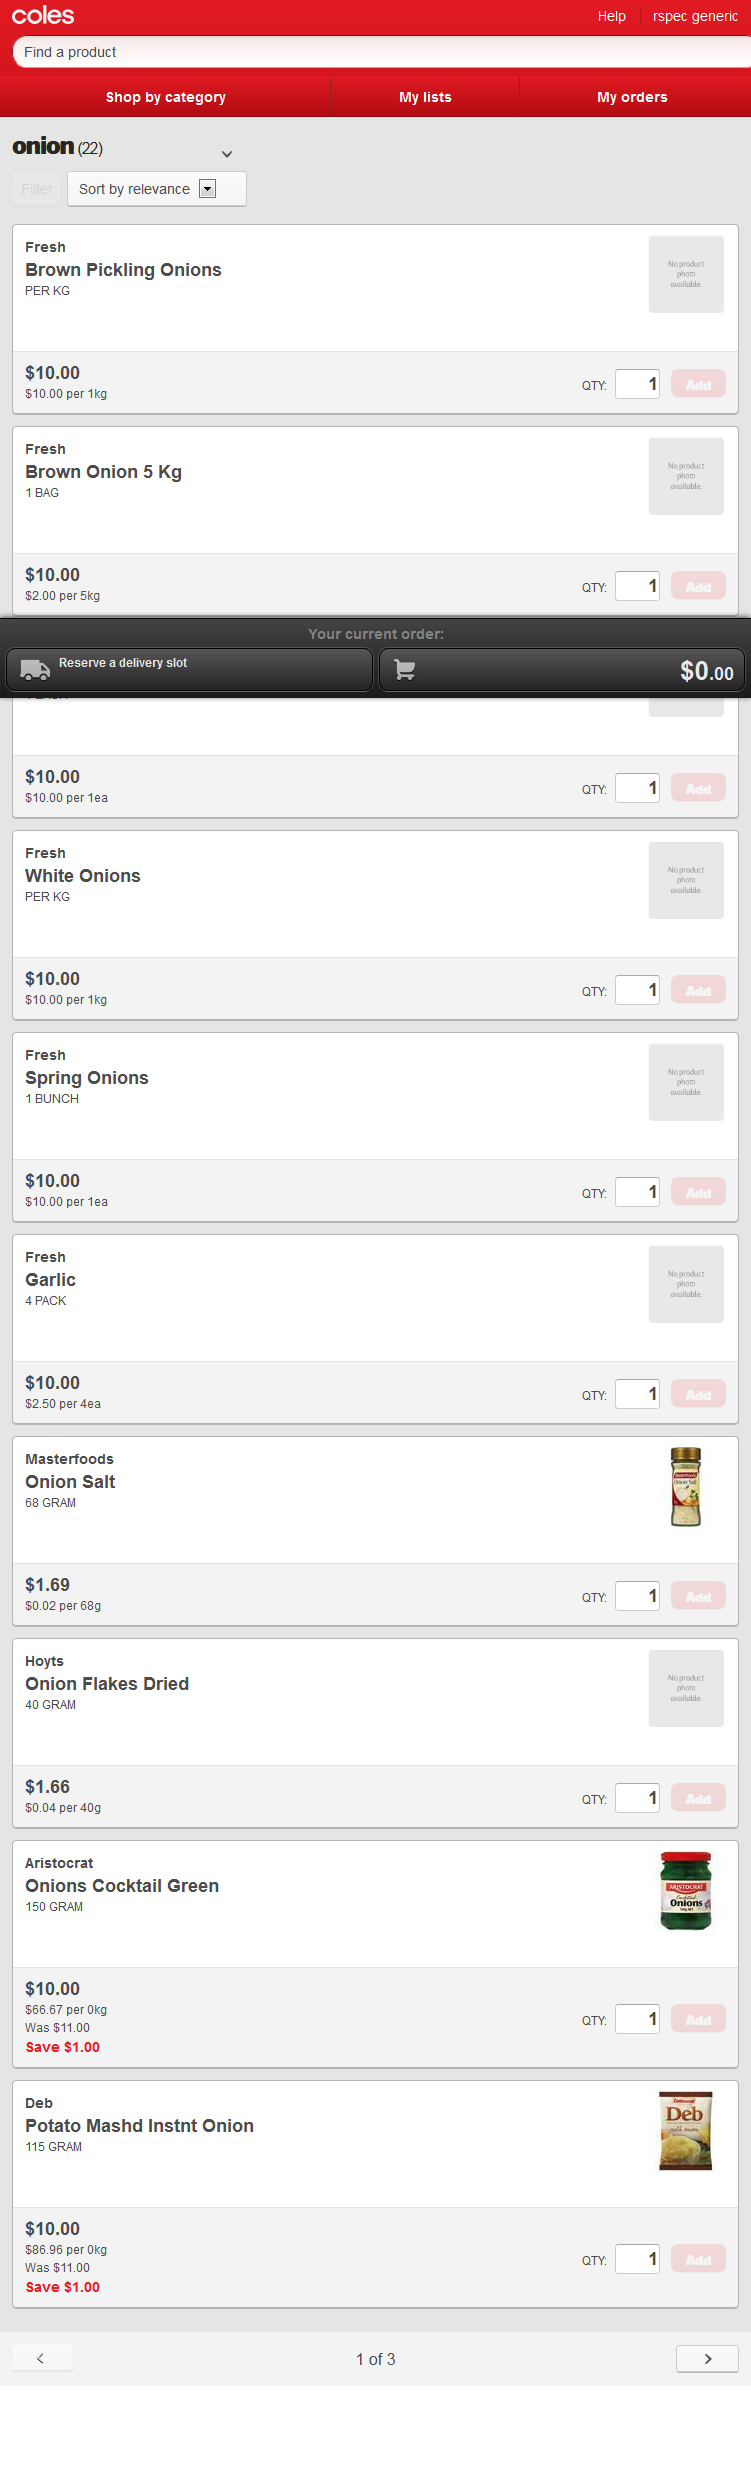 coles
Help
rspec generic
Find a product
Shop by category
My lists
My orders
onion (22)
Filter
Sort by relevance
Fresh
Brown Pickling Onions
PER KG
No product
photo
available.
$10.00
$10.00 per 1kg
QTY: 1 Add
Fresh
Brown Onion 5 Kg
1 BAG
No product
photo
available.
$10.00
$2.00 per 5kg
QTY: 1 Add
Your current order:
Reserve a delivery slot
$0.00
$10.00
$10.00 per 1ea
QTY: 1 Add
Fresh
White Onions
PER KG
No product
photo
available.
$10.00
$10.00 per 1kg
QTY: 1 Add
Fresh
Spring Onions
1 BUNCH
No product
photo
available.
$10.00
$10.00 per 1ea
QTY: 1 Add
Fresh
Garlic
4 PACK
No product
photo
available.
$10.00
$2.50 per 4ea
QTY: 1 Add
Masterfoods
Onion Salt
68 GRAM
MasterFoods
Onion Salt
$1.69
$0.02 per 68g
QTY: 1 Add
Hoyts
Onion Flakes Dried
40 GRAM
No product
photo
available.
$1.66
$0.04 per 40g
QTY: 1 Add
Aristocrat
Onions Cocktail Green
150 GRAM
ARISTOCRAT
Cocktail
Onions
$10.00
$66.67 per 0kg
Was $11.00
Save $1.00
QTY: 1 Add
Deb
Potato Mashd Instnt Onion
115 GRAM
Continental
Deb
with onion
$10.00
$86.96 per 0kg
Was $11.00
Save $1.00
QTY: 1 Add
1 of 3